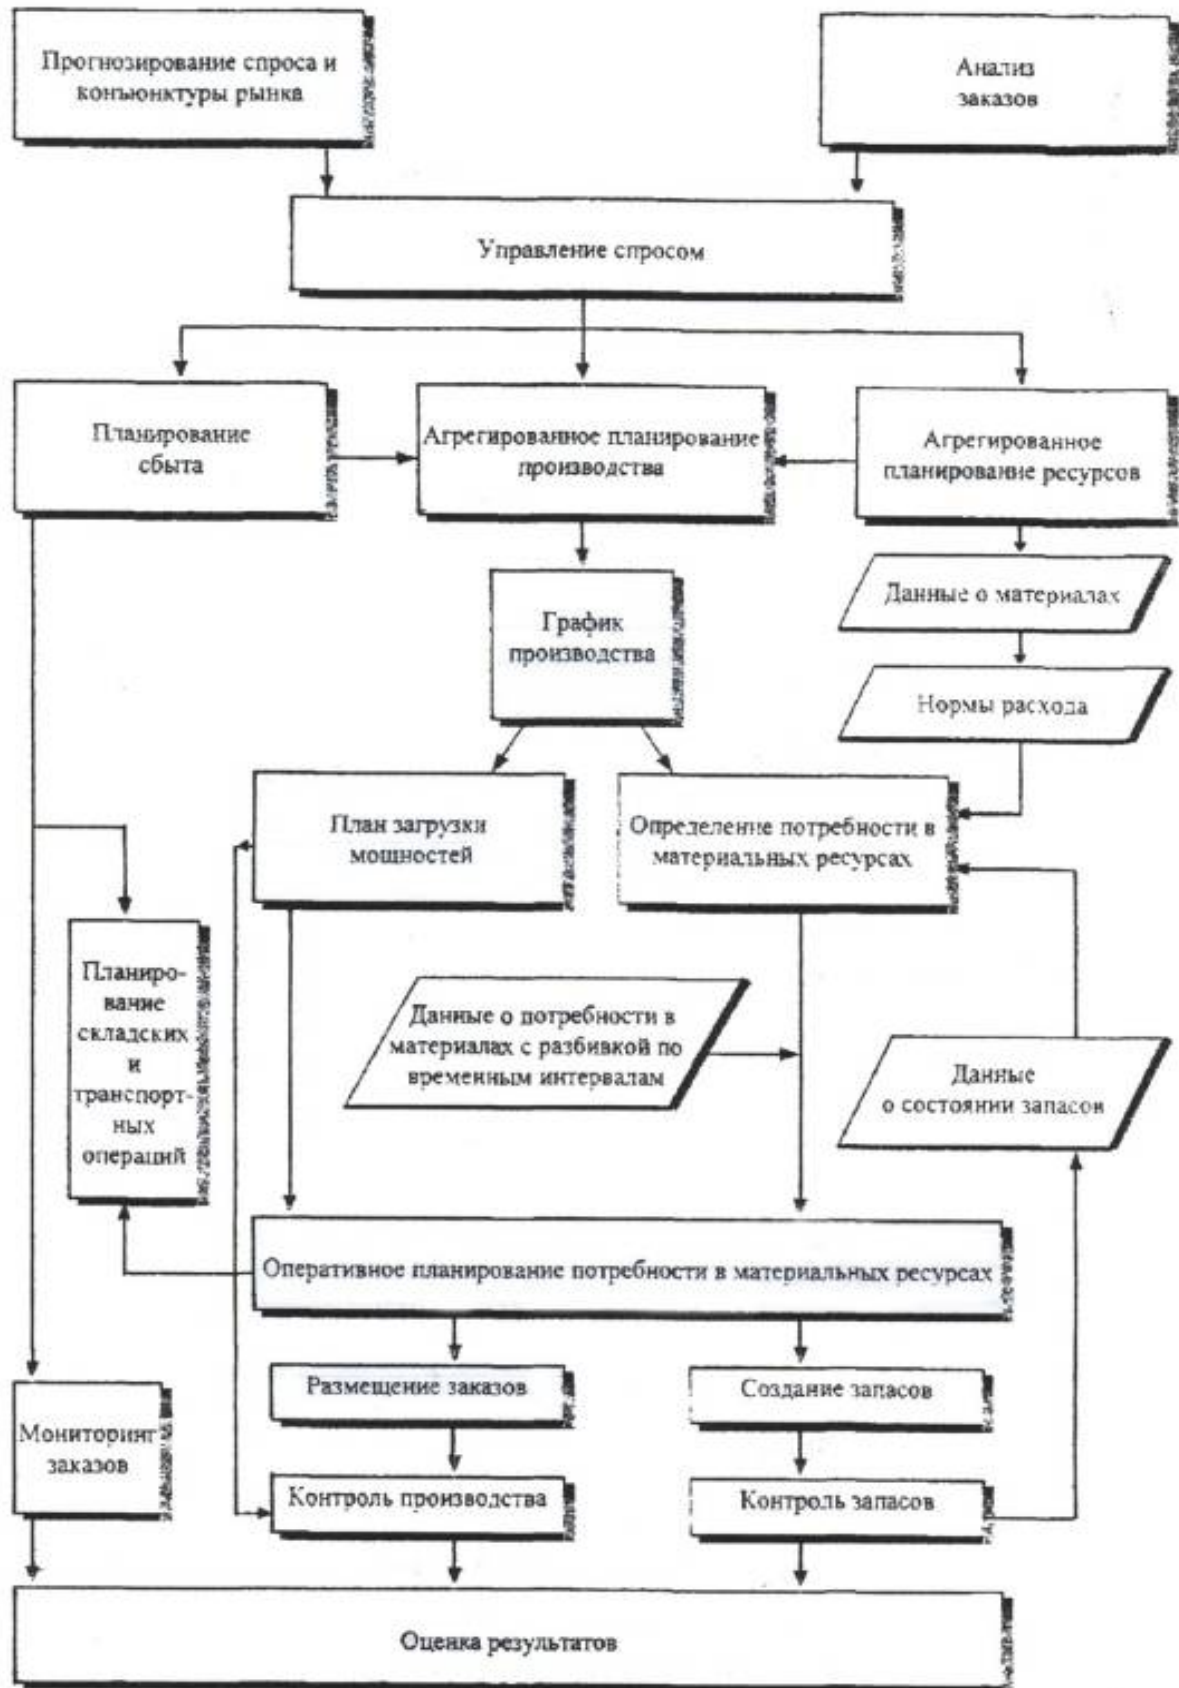 Прогнозирование спроса и
конъюнктуры рынка
Анализ
заказов
Управление спросом
Планирование
сбыта
Агрегированное планирование
производства
Агрегированное
планирование ресурсов
Данные о материалах
График
производства
Нормы расхода
План загрузки
мощностей
Определение потребности в
материальных ресурсах
Планиро-
вание
складских
и
транспорт-
ных
операций
Данные о потребности в
материалах с разбивкой по
временным интервалам
Данные
о состоянии запасов
Оперативное планирование потребности в материальных ресурсах
Размещение заказов
Создание запасов
Мониторинг
заказов
Контроль производства
Контроль запасов
Оценка результатов